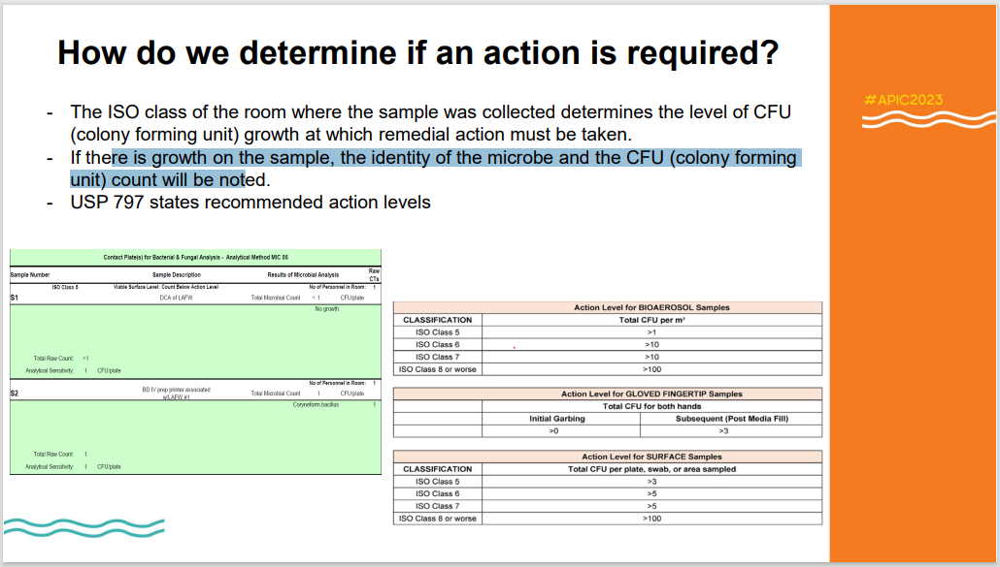 How do we determine if an action is required?
#APIC2023
- The ISO class of the room where the sample was collected determines the level of CFU
(colony forming unit) growth at which remedial action must be taken.
- If there is growth on the sample, the identity of the microbe and the CFU (colony forming
unit) count will be noted.
- USP 797 states recommended action levels
Contact Plate(s) for Bacterial & Fungal Analysis - Analytical Method MIC 05
Sample Number Sample Description Results of Microbial Analysis Raw CTs
ISO Class 5 Viable Surface Level: Count Below Action Level No of Personnel in Room: 1
S1 DCA of LAFW Total Microbial Count < 1 CFU/plate
No growth
Total Raw Count: <1
Analytical Sensitivity: 1 CFU/plate
No of Personnel in Room: 1
S2 BD IV prep printer associated Total Microbial Count 1 CFU/plate
w/LAFW #1
Coryneform bacillus 1
Total Raw Count: 1
Analytical Sensitivity: 1 CFU/plate
Action Level for BIOAEROSOL Samples
CLASSIFICATION Total CFU per m³
ISO Class 5 >1
ISO Class 6 >10
ISO Class 7 >10
ISO Class 8 or worse >100
Action Level for GLOVED FINGERTIP Samples
Total CFU for both hands
Initial Garbing Subsequent (Post Media Fill)
>0 >3
Action Level for SURFACE Samples
CLASSIFICATION Total CFU per plate, swab, or area sampled
ISO Class 5 >3
ISO Class 6 >5
ISO Class 7 >5
ISO Class 8 or worse >100